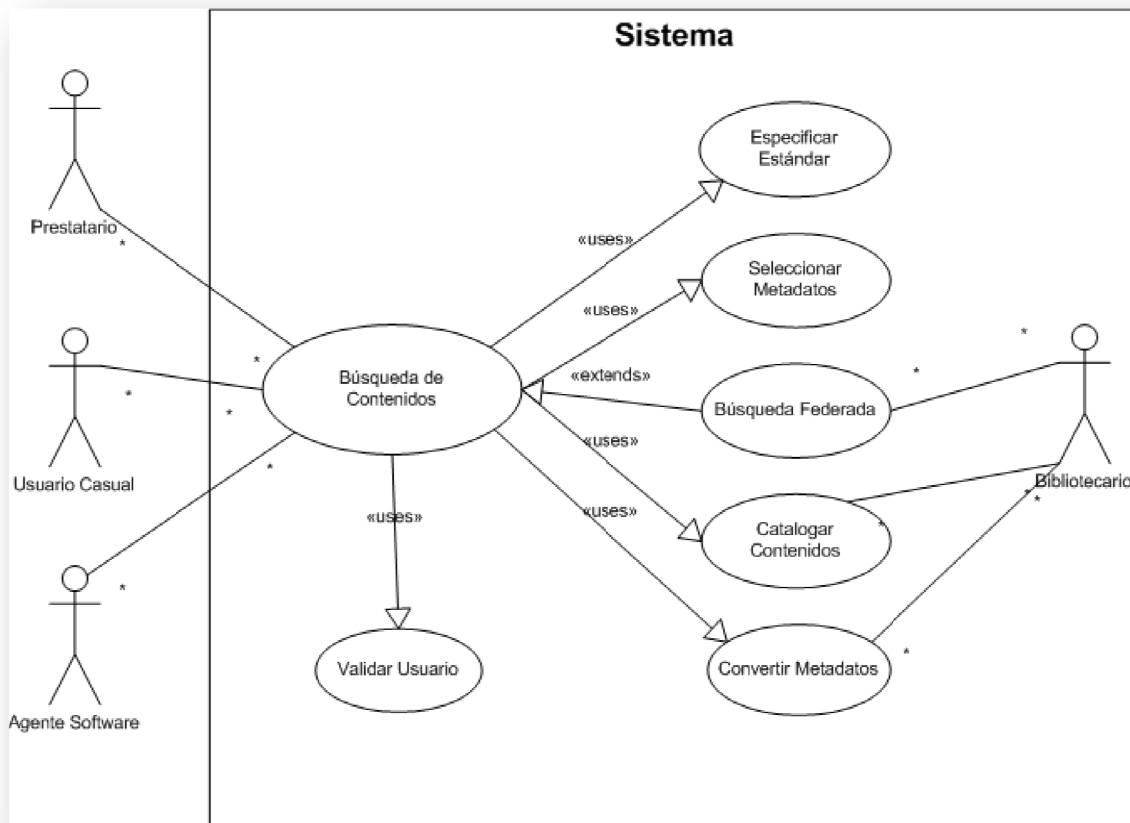 Sistema
Prestatario
*
Usuario Casual
*
*
*
*
Agente Software
*
Búsqueda de
Contenidos
«uses»
Validar Usuario
«uses»
Especificar
Estándar
«uses»
Seleccionar
Metadatos
«extends»
Búsqueda Federada
*
*
«uses»
Catalogar
Contenidos
*
«uses»
Convertir Metadatos
*
Bibliotecario
*
*